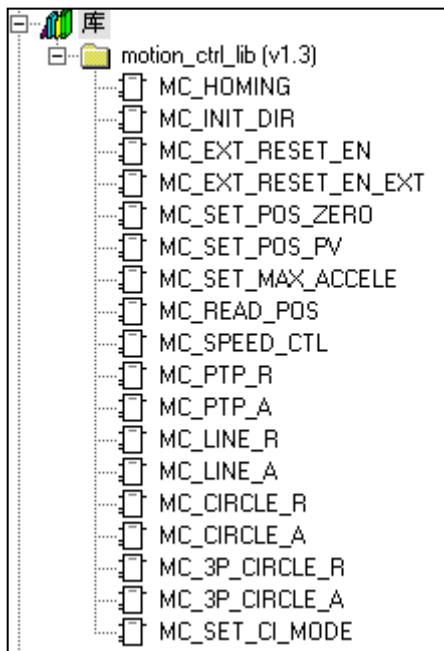 库
motion_ctrl_lib (v1.3)
MC_HOMING
MC_INIT_DIR
MC_EXT_RESET_EN
MC_EXT_RESET_EN_EXT
MC_SET_POS_ZERO
MC_SET_POS_PV
MC_SET_MAX_ACCELE
MC_READ_POS
MC_SPEED_CTL
MC_PTP_R
MC_PTP_A
MC_LINE_R
MC_LINE_A
MC_CIRCLE_R
MC_CIRCLE_A
MC_3P_CIRCLE_R
MC_3P_CIRCLE_A
MC_SET_CI_MODE